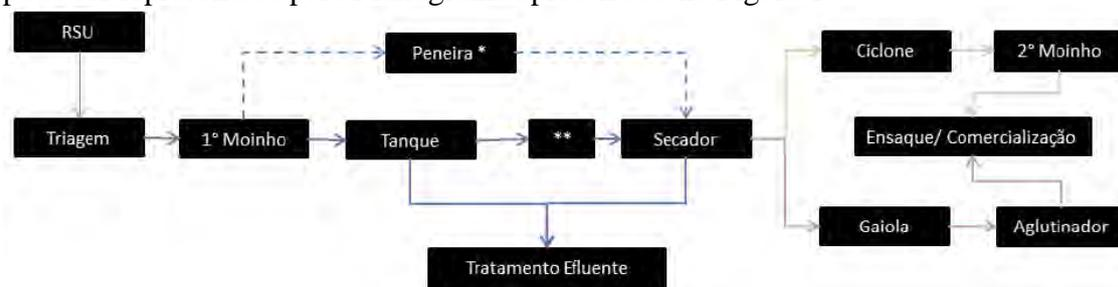 RSU
Peneira *
Ciclone
2° Moinho
Triagem
1° Moinho
Tanque
**
Secador
Ensaque/ Comercialização
Gaiola
Aglutinador
Tratamento Efluente